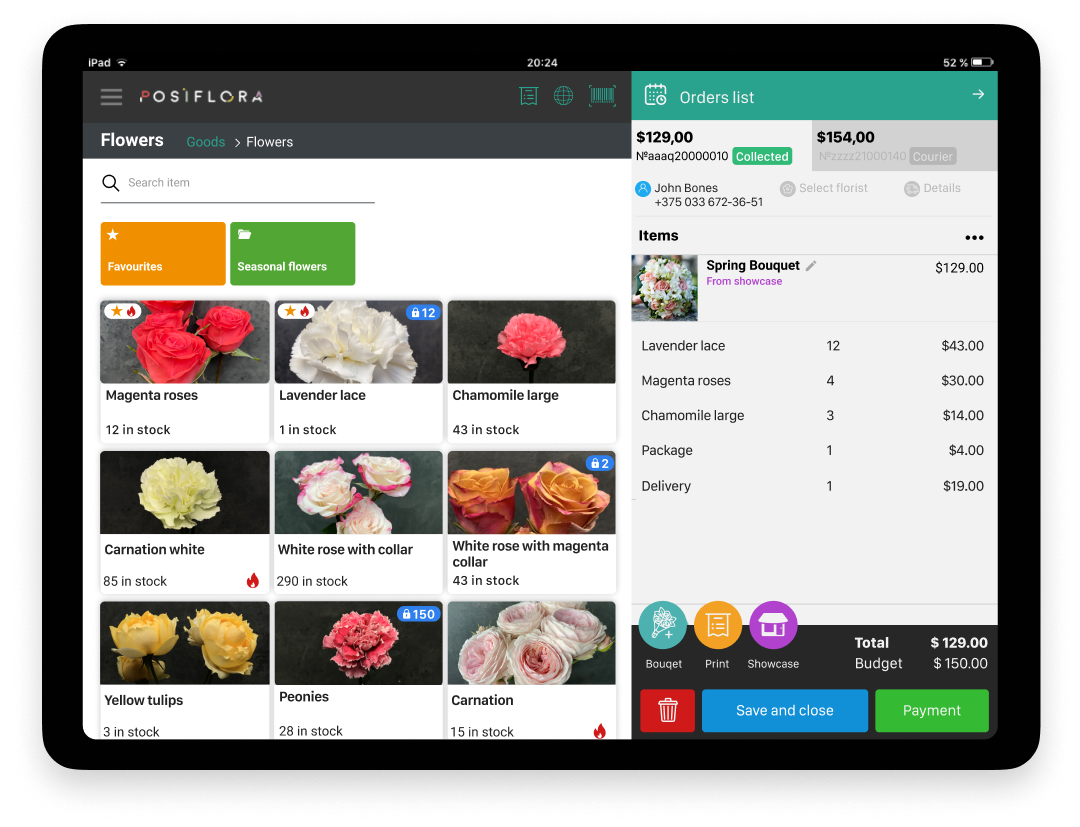 iPad
20:24
52 %
POSIFLORA
Flowers Goods > Flowers
Search item
Favourites
Seasonal flowers
Magenta roses
12 in stock
12
Lavender lace
1 in stock
Chamomile large
43 in stock
Carnation white
85 in stock
White rose with collar
290 in stock
2
White rose with magenta
collar
43 in stock
Yellow tulips
3 in stock
150
Peonies
28 in stock
Carnation
15 in stock
Orders list
$129,00
№aaaq20000010 Collected
$154,00
№zzzz21000140 Courier
John Bones
+375 033 672-36-51
Select florist
Details
Items
Spring Bouquet
From showcase
$129.00
Lavender lace 12 $43.00
Magenta roses 4 $30.00
Chamomile large 3 $14.00
Package 1 $4.00
Delivery 1 $19.00
Bouqet
Print
Showcase
Total $ 129.00
Budget $ 150.00
Save and close
Payment